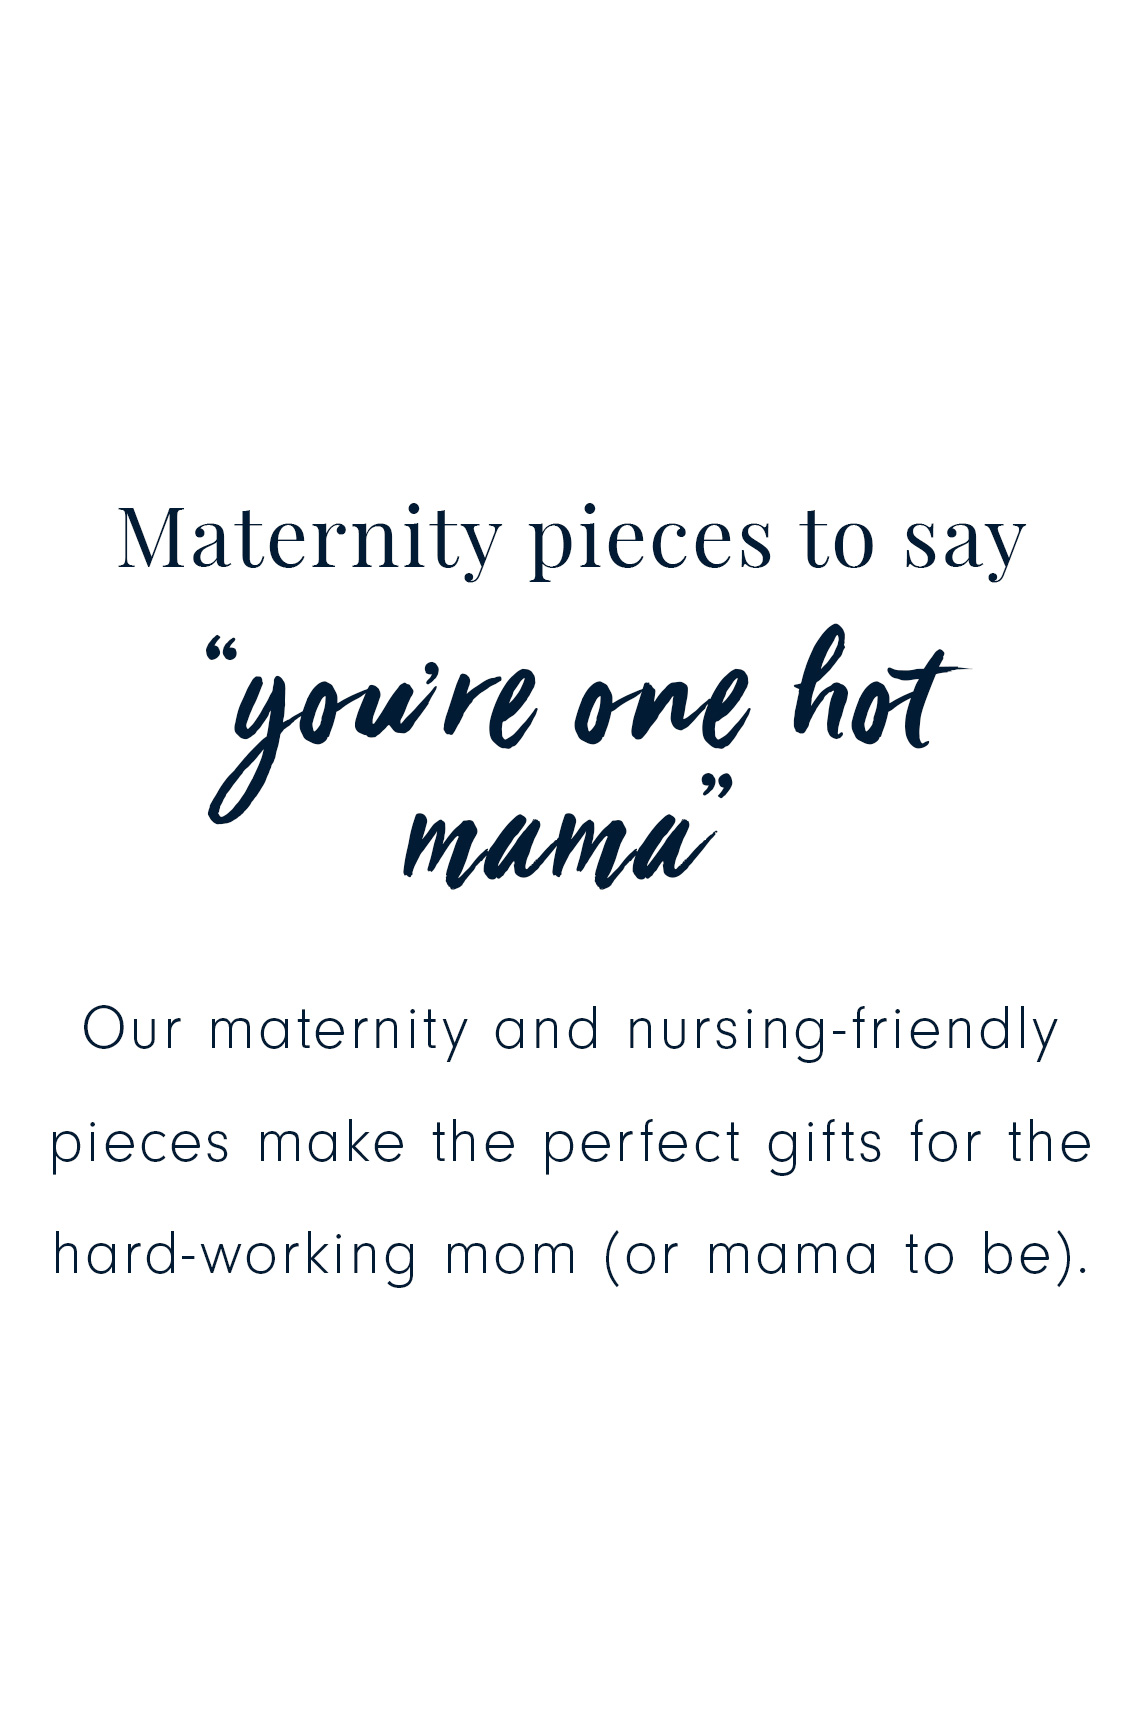 Maternity pieces to say
“you’re one hot
mama”
Our maternity and nursing-friendly
pieces make the perfect gifts for the
hard-working mom (or mama to be).